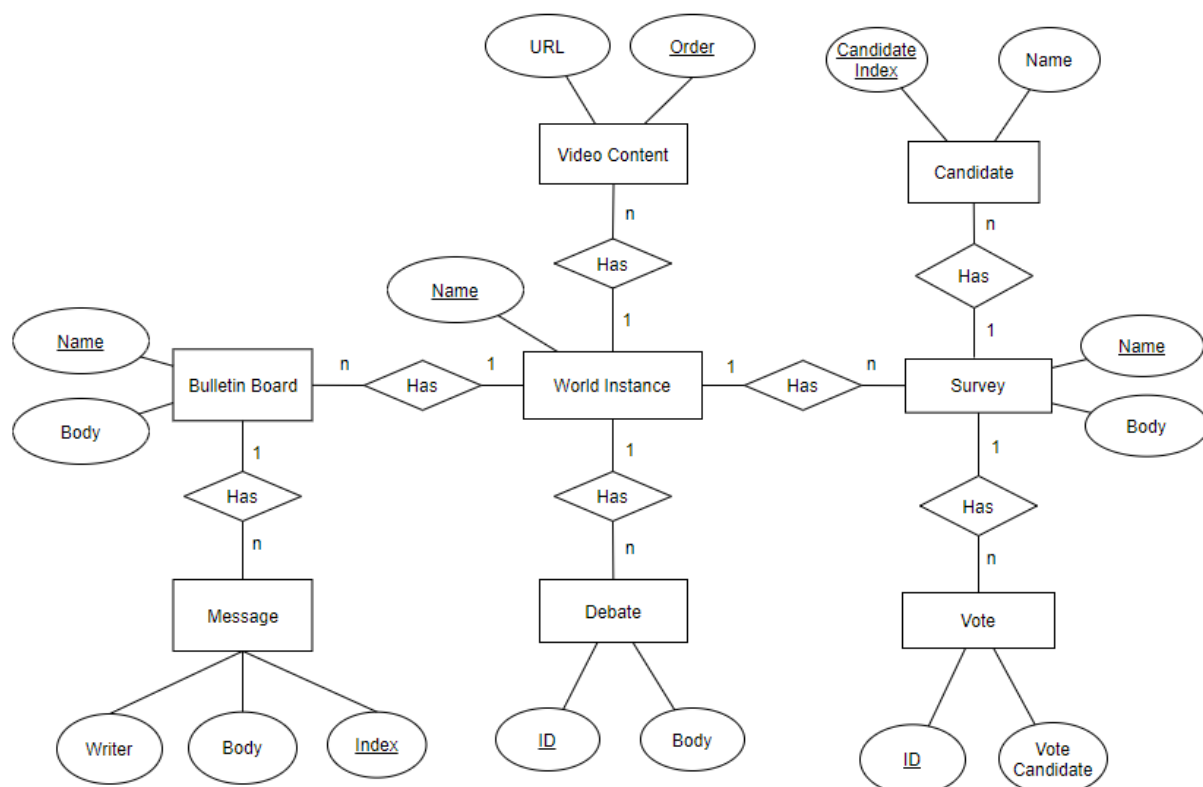 URL
Order
Candidate
Index
Name
Video Content
Candidate
n
n
Has
Has
Name
1
1
Name
Name
Bulletin Board
n
Has
1
World Instance
1
Has
n
Survey
Body
Body
1
1
1
Has
Has
Has
n
n
n
Message
Debate
Vote
Writer
Body
Index
ID
Body
ID
Vote
Candidate